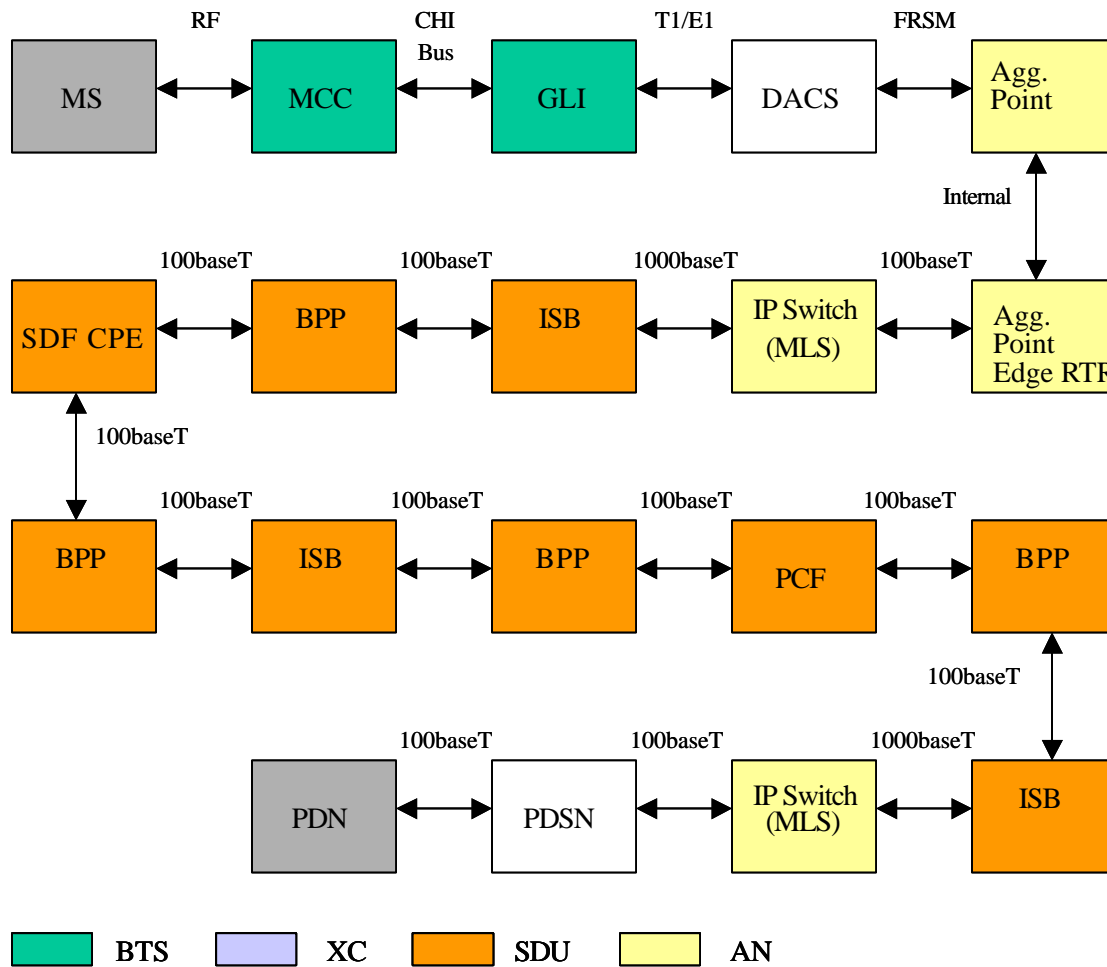 RF
CHI
Bus
T1/E1
FRSM
MS
MCC
GLI
DACS
Agg.
Point
Internal
100baseT
100baseT
1000baseT
100baseT
SDF CPE
BPP
ISB
IP Switch
(MLS)
Agg.
Point
Edge RTR
100baseT
100baseT
100baseT
100baseT
100baseT
BPP
ISB
BPP
PCF
BPP
100baseT
100baseT
100baseT
1000baseT
PDN
PDSN
IP Switch
(MLS)
ISB
BTS
XC
SDU
AN